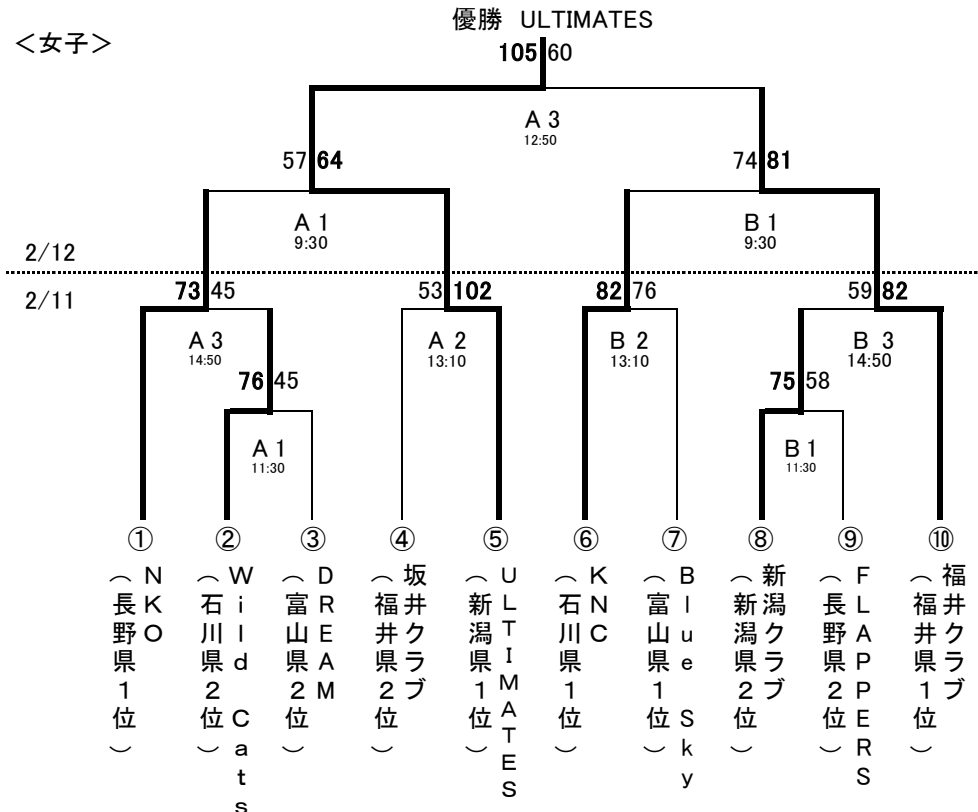 優勝 ULTIMATES
＜女子＞
105 60
A 3
12:50
57 64
74 81
A 1
9:30
B 1
9:30
2/12
2/11
73 45
53 102
82 76
59 82
A 3
14:50
A 2
13:10
B 2
13:10
B 3
14:50
76 45
75 58
A 1
11:30
B 1
11:30
① ② ③ ④ ⑤ ⑥ ⑦ ⑧ ⑨ ⑩
NKO
（長野県１位）
Wild Cats
（石川県２位）
DREAM
（富山県２位）
坂井クラブ
（福井県２位）
ULTIMATES
（新潟県１位）
KNC
（石川県１位）
Blue Sky
（富山県１位）
新潟クラブ
（新潟県２位）
FLAPPERS
（長野県２位）
福井クラブ
（福井県１位）